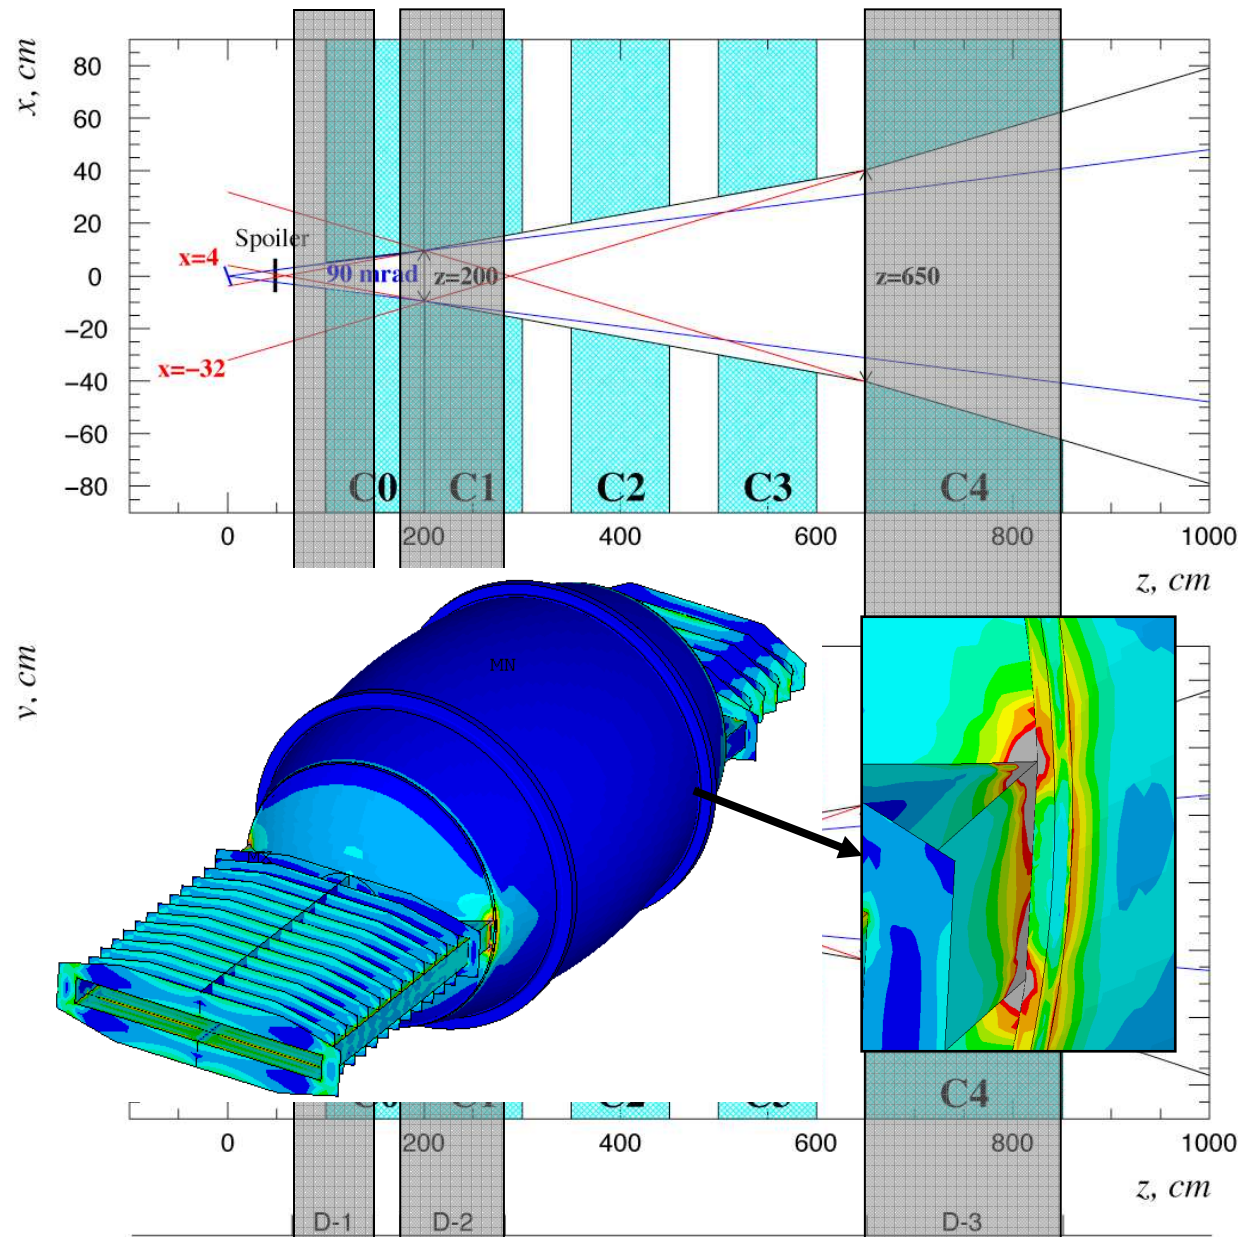 x, cm
80
60
40
20
0
−20
−40
−60
−80
Spoiler
x=4
90 mrad
z=200
z=650
x=−32
C0
C1
C2
C3
C4
0
200
400
600
800
1000
z, cm
y, cm
MN
C4
0
200
400
600
800
1000
z, cm
D-1
D-2
D-3